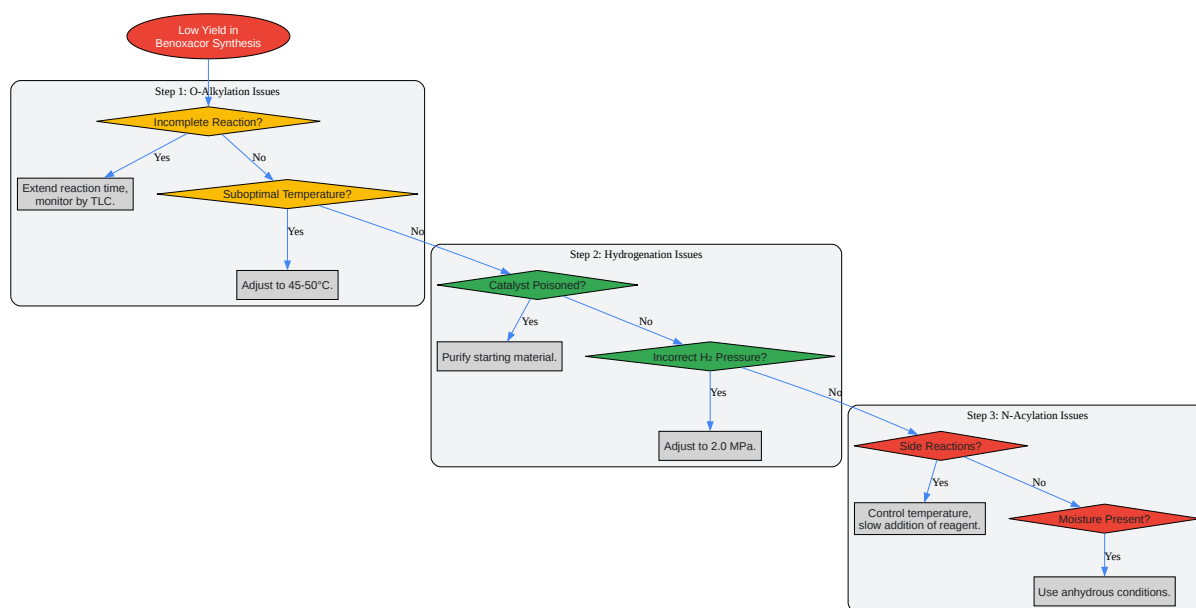 Low Yield in
Benoxacor Synthesis
Step 1: O-Alkylation Issues
Incomplete Reaction?
Yes
No
Extend reaction time,
monitor by TLC.
Suboptimal Temperature?
Yes
No
Adjust to 45-50°C.
Step 2: Hydrogenation Issues
Catalyst Poisoned?
Yes
No
Purify starting material.
Incorrect H₂ Pressure?
Yes
No
Adjust to 2.0 MPa.
Step 3: N-Acylation Issues
Side Reactions?
Yes
No
Control temperature,
slow addition of reagent.
Moisture Present?
Yes
Use anhydrous conditions.